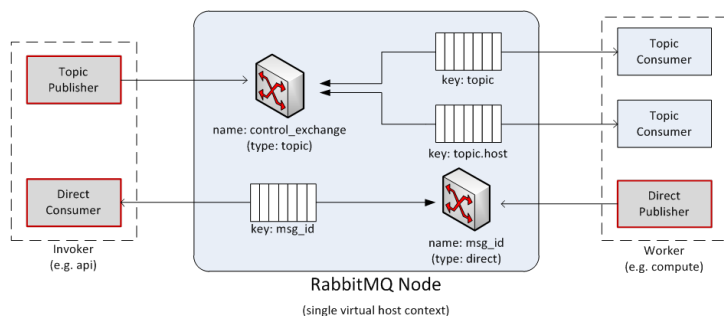 Topic
Publisher
name: control_exchange
(type: topic)
key: topic
Topic
Consumer
key: topic.host
Topic
Consumer
Direct
Consumer
key: msg_id
name: msg_id
(type: direct)
Direct
Publisher
Invoker
(e.g. api)
Worker
(e.g. compute)
RabbitMQ Node
(single virtual host context)